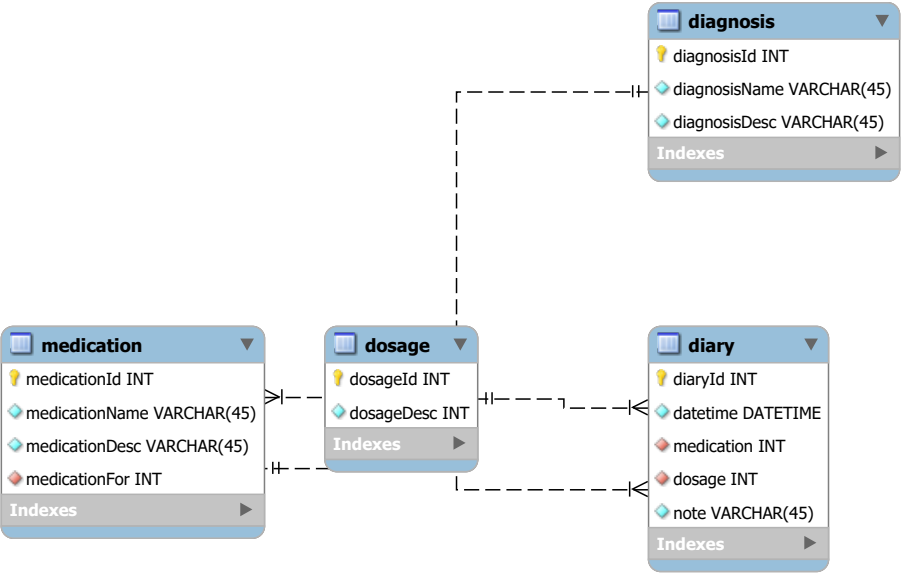 diagnosis
diagnosisId INT
diagnosisName VARCHAR(45)
diagnosisDesc VARCHAR(45)
Indexes
medication
medicationId INT
medicationName VARCHAR(45)
medicationDesc VARCHAR(45)
medicationFor INT
Indexes
dosage
dosageId INT
dosageDesc INT
Indexes
diary
diaryId INT
datetime DATETIME
medication INT
dosage INT
note VARCHAR(45)
Indexes